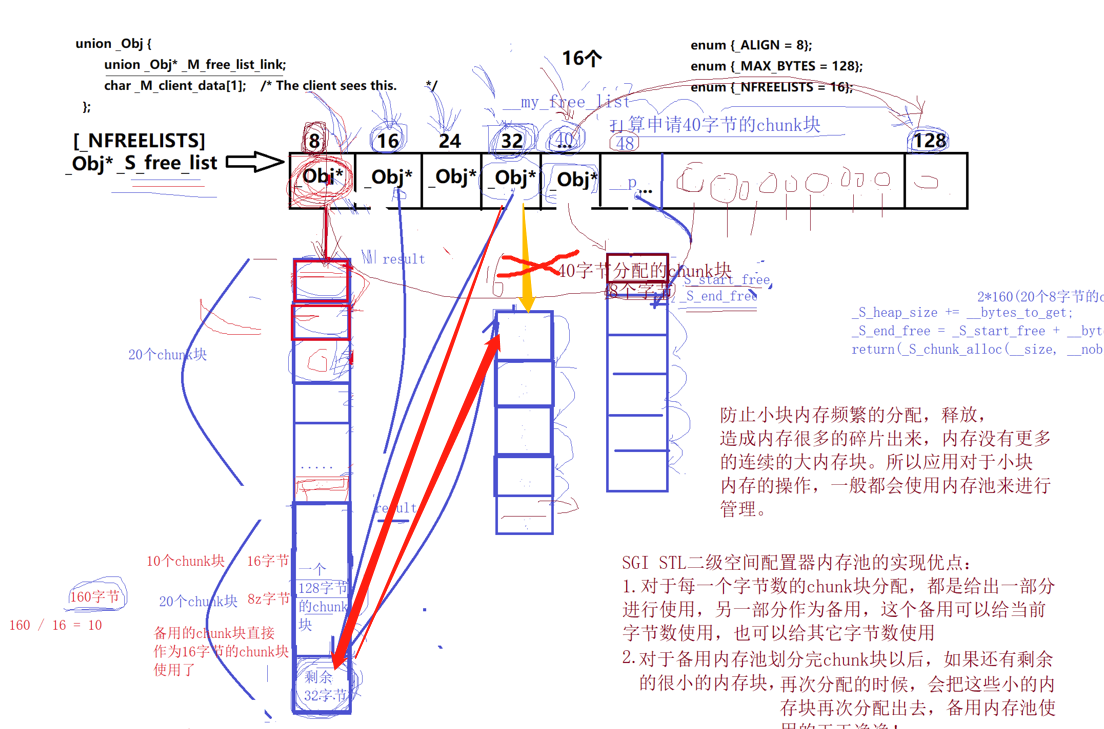 union _Obj {
union _Obj* _M_free_list_link;
char _M_client_data[1];    /* The client sees this.        */
};
16个
enum {_ALIGN = 8};
enum {_MAX_BYTES = 128};
enum {_NFREELISTS = 16};
__my_free_list
打算申请40字节的chunk块
[_NFREELISTS]
_Obj* _S_free_list
8
16
24
32
40
...
48
128
_Obj*
_Obj*
_Obj*
_Obj*
_Obj*
__p
...
result
40字节分配的chunk块
8个字节
_S_start_free
_S_end_free
2*160(20个8字节的c
_S_heap_size += __bytes_to_get;
_S_end_free = _S_start_free + __byte
return(_S_chunk_alloc(__size, __nob
20个chunk块
.....
result
防止小块内存频繁的分配，释放，
造成内存很多的碎片出来，内存没有更多
的连续的大内存块。所以应用对于小块
内存的操作，一般都会使用内存池来进行
管理。
10个chunk块
16字节
160字节
20个chunk块
8z字节
160 / 16 = 10
备用的chunk块直接
作为16字节的chunk块
使用了
一个
128字节
的chunk
块
剩余
32字节
SGI STL二级空间配置器内存池的实现优点：
1. 对于每一个字节数的chunk块分配，都是给出一部分
进行使用，另一部分作为备用，这个备用可以给当前
字节数使用，也可以给其它字节数使用
2. 对于备用内存池划分完chunk块以后，如果还有剩余
的很小的内存块，再次分配的时候，会把这些小的内
存块再次分配出去，备用内存池使
用的干干净净！